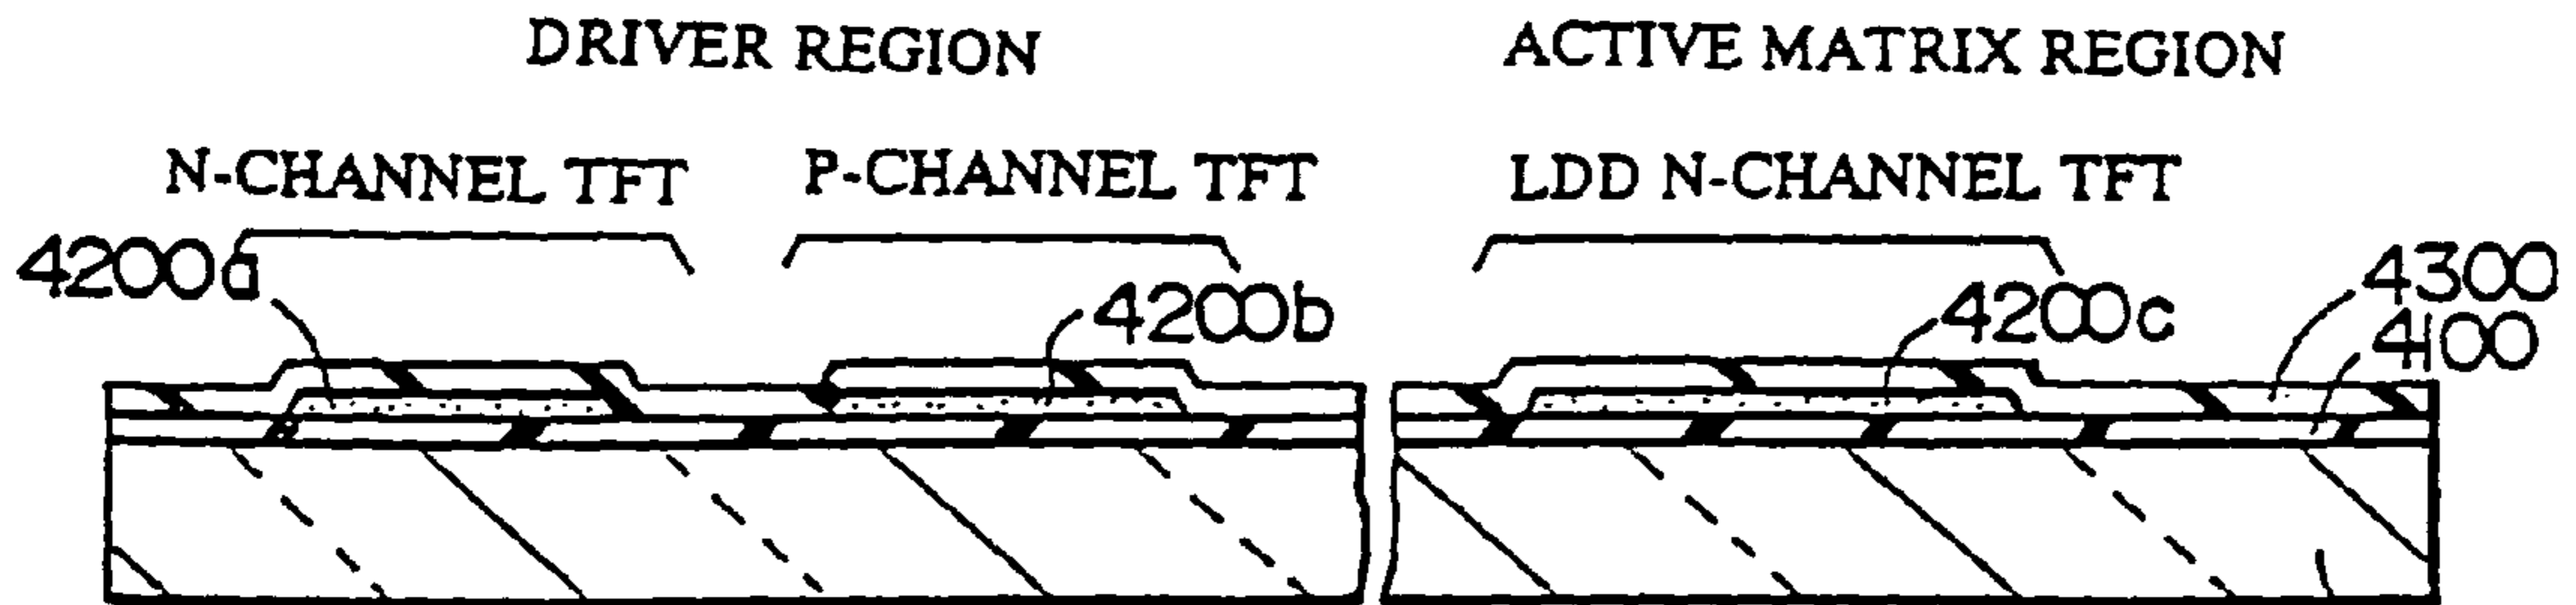 DRIVER REGION ACTIVE MATRIX REGION
N-CHANNEL TFT P-CHANNEL TFT LDD N-CHANNEL TFT
4200a 4200b 4200c 4300
4100